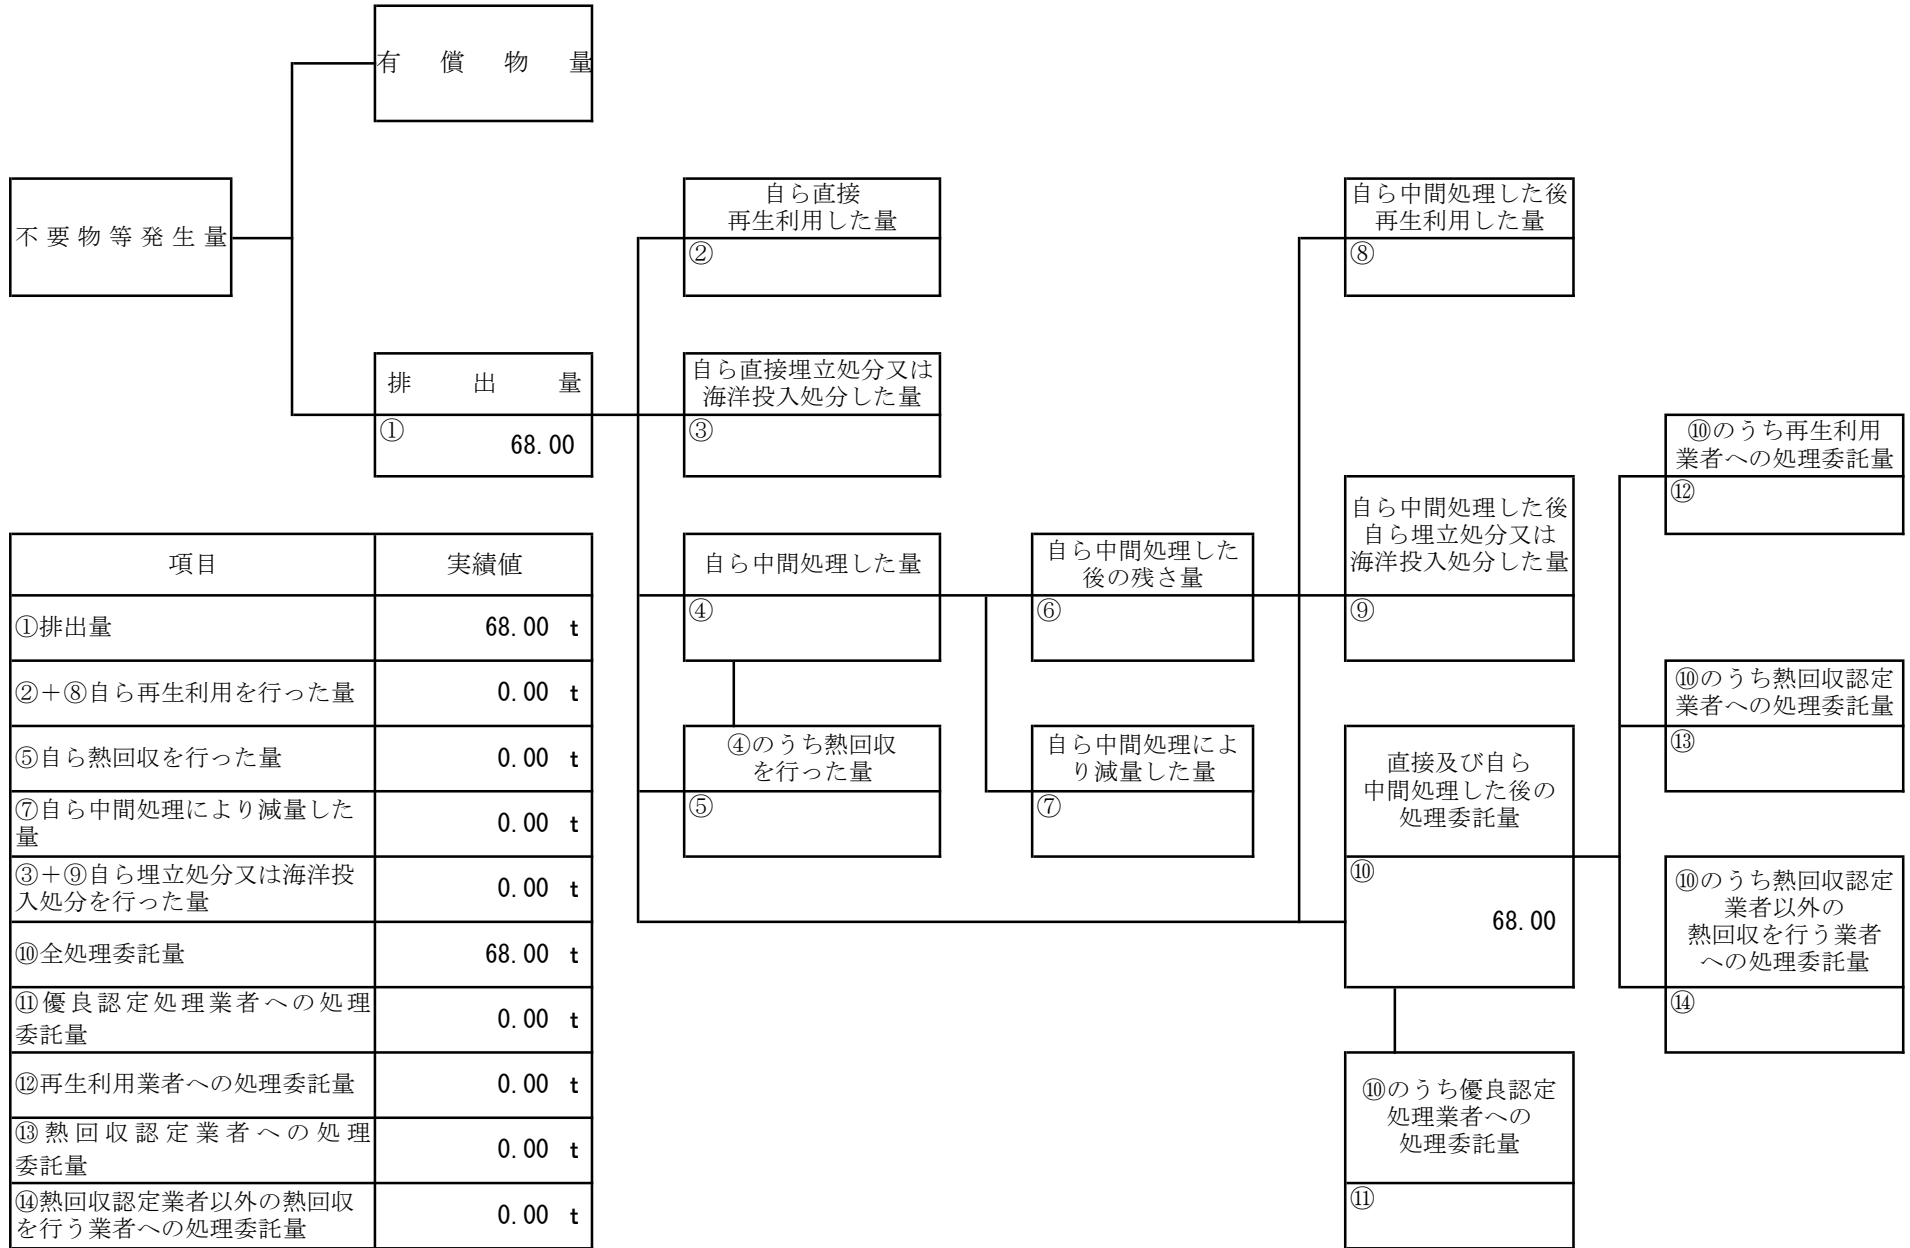 有償物量
不要物等発生量
排出量
①
68.00
自ら直接
再生利用した量
②
自ら直接埋立処分又は
海洋投入処分した量
③
自ら中間処理した量
④
④のうち熱回収
を行った量
⑤
自ら中間処理した
後の残さ量
⑥
自ら中間処理によ
り減量した量
⑦
自ら中間処理した後
再生利用した量
⑧
自ら中間処理した後
自ら埋立処分又は
海洋投入処分した量
⑨
直接及び自ら
中間処理した後の
処理委託量
⑩
68.00
⑩のうち優良認定
処理業者への
処理委託量
⑪
⑩のうち再生利用
業者への処理委託量
⑫
⑩のうち熱回収認定
業者への処理委託量
⑬
⑩のうち熱回収認定
業者以外の
熱回収を行う業者
への処理委託量
⑭
項目 実績値
①排出量 68.00 t
②＋⑧自ら再生利用を行った量 0.00 t
⑤自ら熱回収を行った量 0.00 t
⑦自ら中間処理により減量した
量 0.00 t
③＋⑨自ら埋立処分又は海洋投
入処分を行った量 0.00 t
⑩全処理委託量 68.00 t
⑪優良認定処理業者への処理
委託量 0.00 t
⑫再生利用業者への処理委託量 0.00 t
⑬熱回収認定業者への処理
委託量 0.00 t
⑭熱回収認定業者以外の熱回収
を行う業者への処理委託量 0.00 t